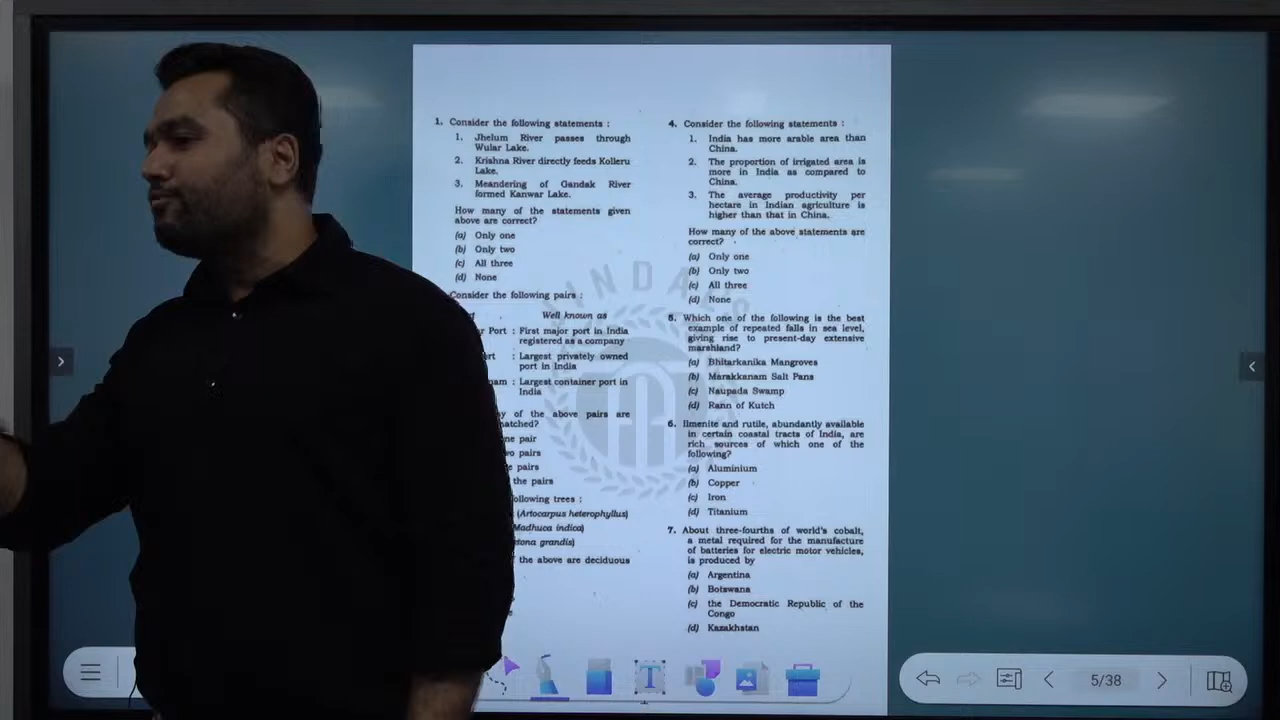 1. Consider the following statements :
1. Jhelum River passes through
Wular Lake.
2. Krishna River directly feeds Kolleru
Lake.
3. Meandering of Gandak River
formed Kanwar Lake.
How many of the statements given
above are correct?
(a) Only one
(b) Only two
(c) All three
(d) None
Consider the following pairs :
Well known as
Port : First major port in India
registered as a company
: Largest privately owned
port in India
: Largest container port in
India
of the above pairs are
pairs
pairs
the pairs
trees :
(Artocarpus heterophyllus)
Madhuca indica)
grandis)
the above are deciduous
4. Consider the following statements :
1. India has more arable area than
China.
2. The proportion of irrigated area is
more in India as compared to
China.
3. The average productivity per
hectare in Indian agriculture is
higher than that in China.
How many of the above statements are
correct?
(a) Only one
(b) Only two
(c) All three
(d) None
5. Which one of the following is the best
example of repeated falls in sea level,
giving rise to present-day extensive
marshland?
(a) Bhitarkanika Mangroves
(b) Marakkanam Salt Pans
(c) Naupada Swamp
(d) Rann of Kutch
6. Ilmenite and rutile, abundantly available
in certain coastal tracts of India, are
rich sources of which one of the
following?
(a) Aluminium
(b) Copper
(c) Iron
(d) Titanium
7. About three-fourths of world's cobalt,
a metal required for the manufacture
of batteries for electric motor vehicles,
is produced by
(a) Argentina
(b) Botswana
(c) the Democratic Republic of the
Congo
(d) Kazakhstan
T
5/38